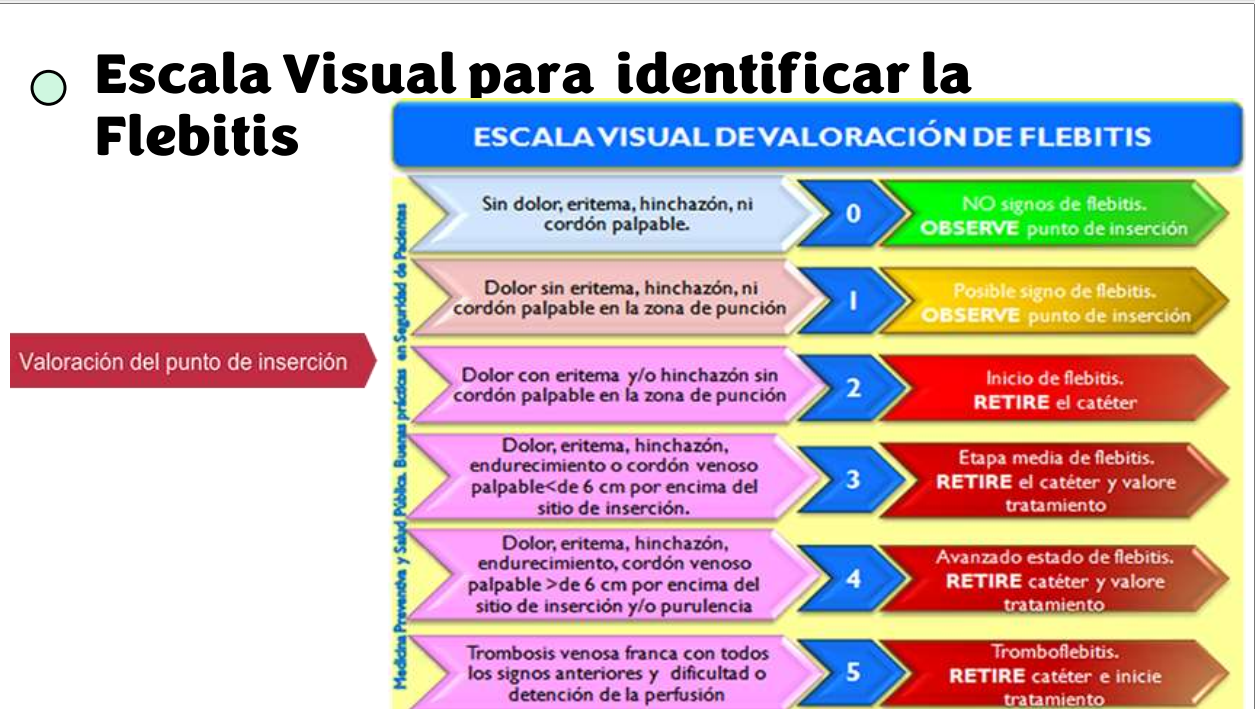 Escala Visual para identificar la
Flebitis
ESCALA VISUAL DE VALORACIÓN DE FLEBITIS
Medicina Preventiva y Salud Pública. Buenas prácticas en Seguridad de Pacientes
Valoración del punto de inserción
Sin dolor, eritema, hinchazón, ni
cordón palpable.
0
NO signos de flebitis.
OBSERVE punto de inserción
Dolor sin eritema, hinchazón, ni
cordón palpable en la zona de punción
1
Posible signo de flebitis.
OBSERVE punto de inserción
Dolor con eritema y/o hinchazón sin
cordón palpable en la zona de punción
2
Inicio de flebitis.
RETIRE el catéter
Dolor, eritema, hinchazón,
endurecimiento o cordón venoso
palpable<de 6 cm por encima del
sitio de inserción.
3
Etapa media de flebitis.
RETIRE el catéter y valore
tratamiento
Dolor, eritema, hinchazón,
endurecimiento, cordón venoso
palpable >de 6 cm por encima del
sitio de inserción y/o purulencia
4
Avanzado estado de flebitis.
RETIRE catéter y valore
tratamiento
Trombosis venosa franca con todos
los signos anteriores y dificultad o
detención de la perfusión
5
Tromboflebitis.
RETIRE catéter e inicie
tratamiento